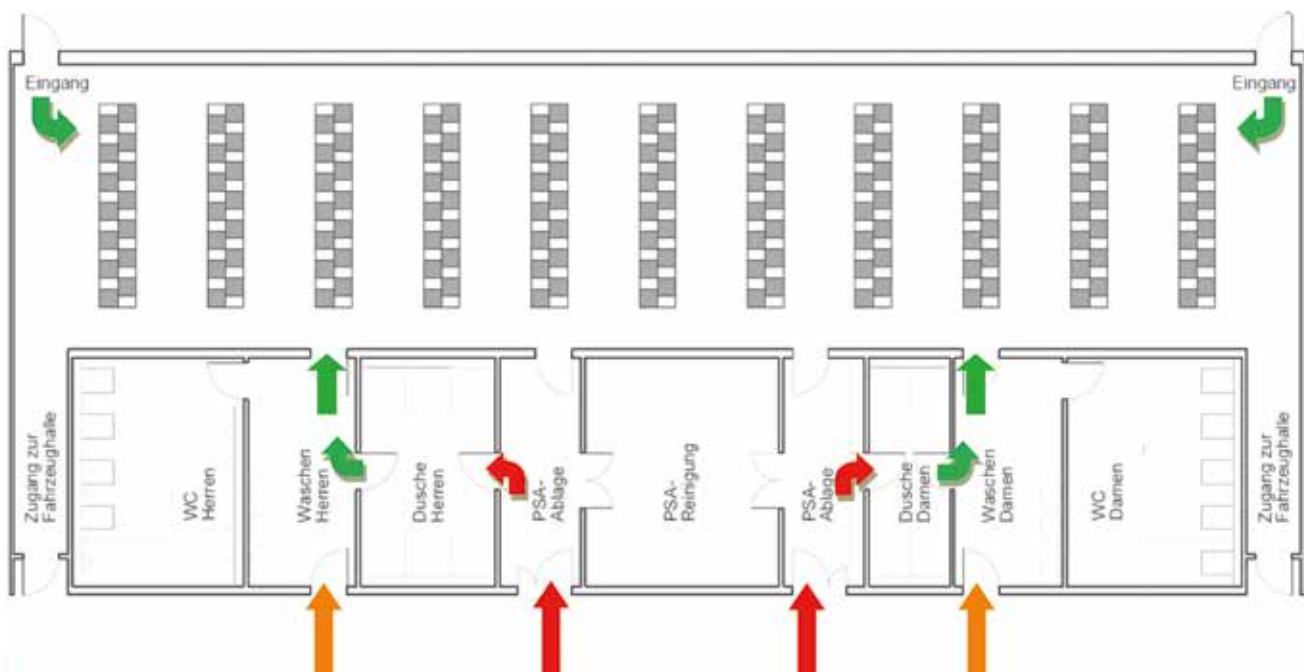 Eingang
Eingang
Zugang zur
Fahrzeughalle
WC
Herren
Waschen
Herren
Dusche
Herren
PSA-
Ablage
PSA-
Reinigung
PSA-
Ablage
Dusche
Damen
Waschen
Damen
WC
Damen
Zugang zur
Fahrzeughalle